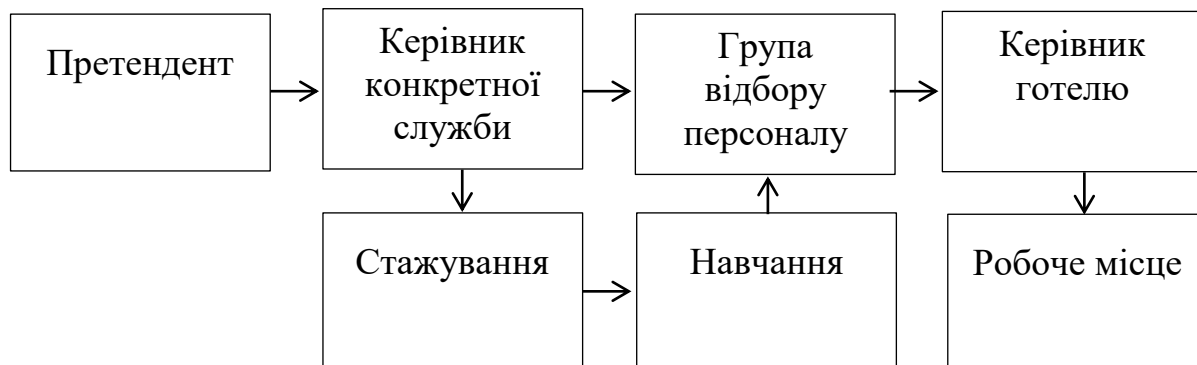 Претендент
Керівник
конкретної
служби
Група
відбору
персоналу
Керівник
готелю
Стажування
Навчання
Робоче місце